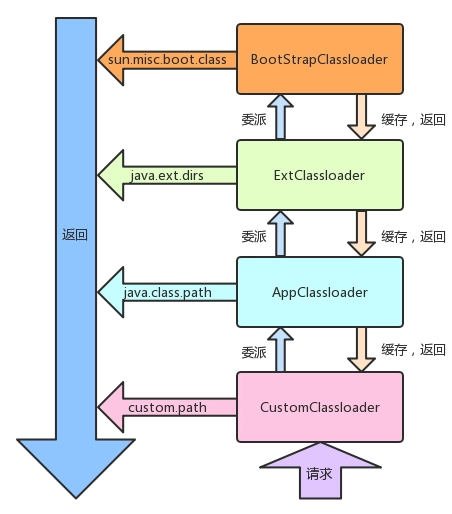 sun.misc.boot.class
BootStrapClassloader
委派
缓存，返回
java.ext.dirs
ExtClassloader
返回
委派
缓存，返回
java.class.path
AppClassloader
委派
缓存，返回
custom.path
CustomClassloader
请求